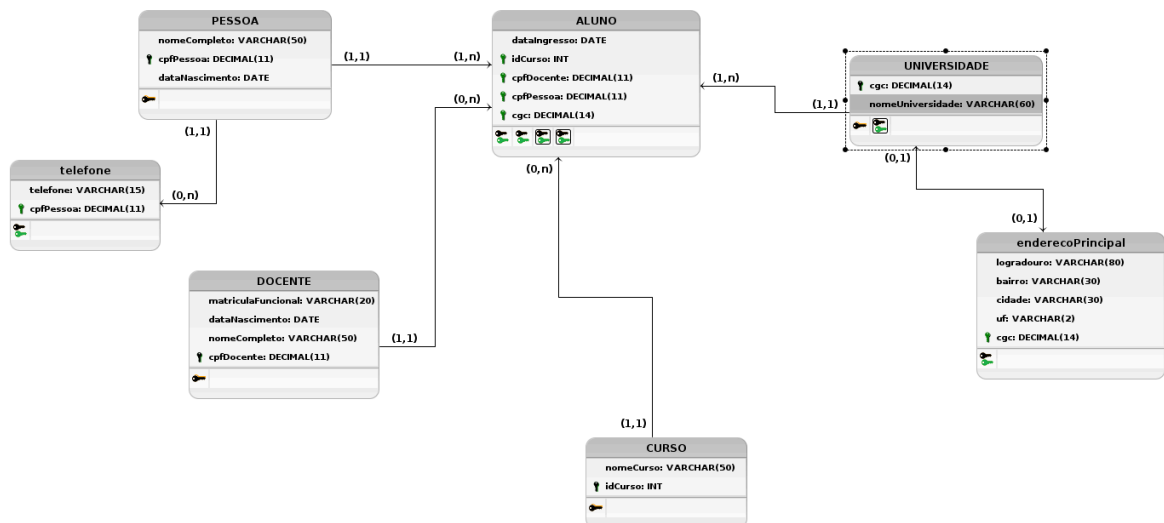 PESSOA
nomeCompleto: VARCHAR(50)
cpfPessoa: DECIMAL(11)
dataNascimento: DATE
(1,1)
(1,n)
(1,1)
(0,n)
telefone
telefone: VARCHAR(15)
cpfPessoa: DECIMAL(11)
ALUNO
dataIngresso: DATE
idCurso: INT
cpfDocente: DECIMAL(11)
cpfPessoa: DECIMAL(11)
cgc: DECIMAL(14)
(0,n)
(0,n)
(1,n)
(1,1)
UNIVERSIDADE
cgc: DECIMAL(14)
nomeUniversidade: VARCHAR(60)
(0,1)
(0,1)
enderecoPrincipal
logradouro: VARCHAR(80)
bairro: VARCHAR(30)
cidade: VARCHAR(30)
uf: VARCHAR(2)
cgc: DECIMAL(14)
DOCENTE
matriculaFuncional: VARCHAR(20)
dataNascimento: DATE
nomeCompleto: VARCHAR(50)
cpfDocente: DECIMAL(11)
(1,1)
(1,1)
CURSO
nomeCurso: VARCHAR(50)
idCurso: INT